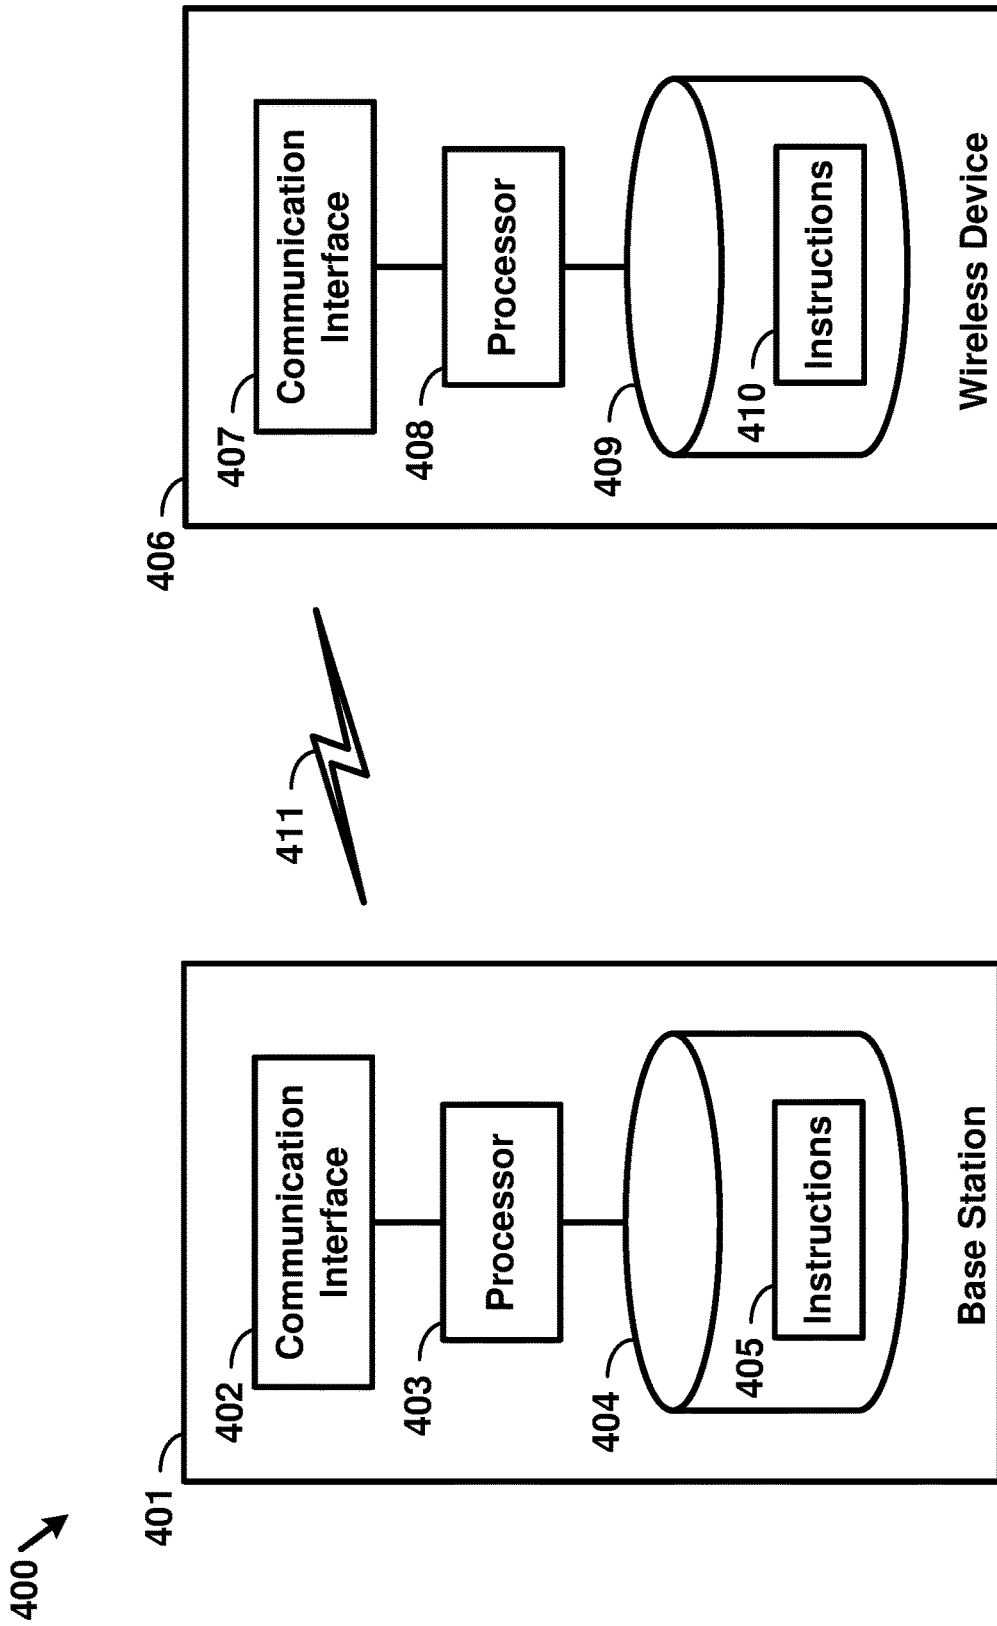 400
401
402
Communication
Interface
403
Processor
404
405
Instructions
Base Station
411
406
407
Communication
Interface
408
Processor
409
410
Instructions
Wireless Device